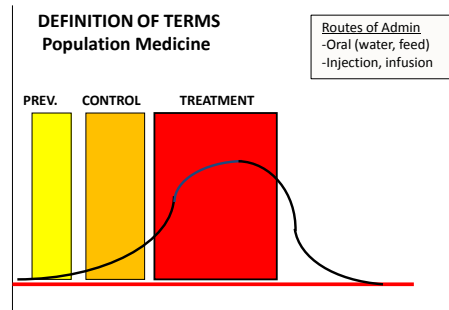 DEFINITION OF TERMS
Population Medicine
Routes of Admin
-Oral (water, feed)
-Injection, infusion
PREV.
CONTROL
TREATMENT